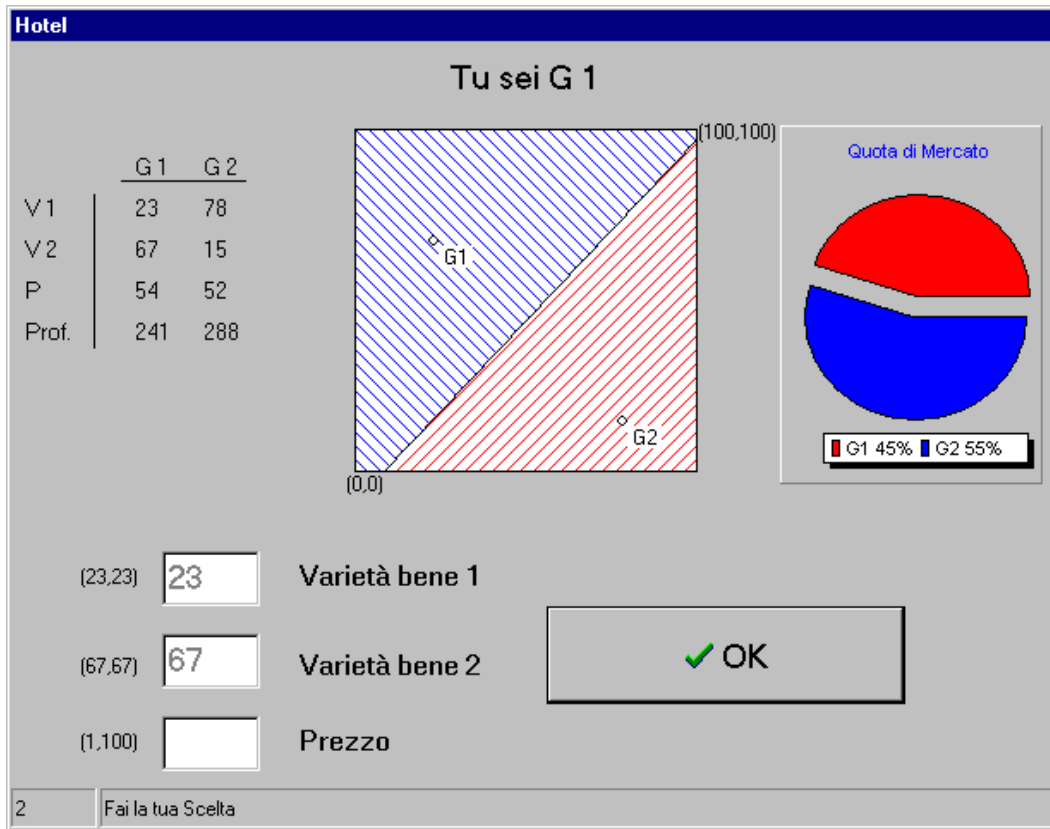 Hotel
Tu sei G 1
G 1 G 2
V 1 23 78
V 2 67 15
P 54 52
Prof. 241 288
(100,100)
G1
G2
(0,0)
Quota di Mercato
G1 45% G2 55%
(23,23) 23 Varietà bene 1
(67,67) 67 Varietà bene 2
OK
(1,100) Prezzo
2 Fai la tua Scelta